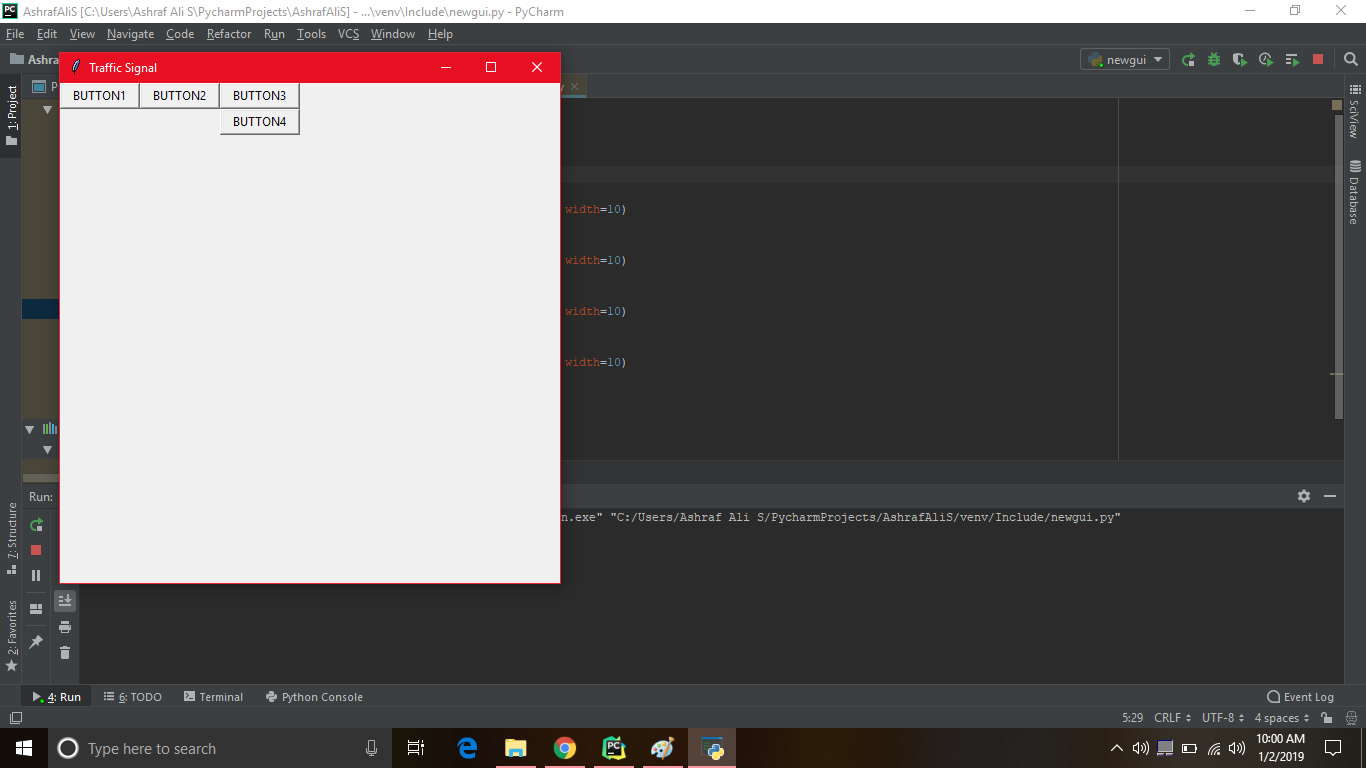 AshrafAliS [C:\Users\Ashraf Ali S\PycharmProjects\AshrafAliS] - ...\venv\Include\newgui.py - PyCharm
File Edit View Navigate Code Refactor Run Tools VCS Window Help
Ashra
newgui
Traffic Signal
BUTTON1 BUTTON2 BUTTON3
BUTTON4
1: Project
P
SciView
Database
width=10)
width=10)
width=10)
width=10)
Run:
n.exe" "C:/Users/Ashraf Ali S/PycharmProjects/AshrafAliS/venv/Include/newgui.py"
7: Structure
2: Favorites
4: Run 6: TODO Terminal Python Console Event Log
5:29 CRLF UTF-8 4 spaces
Type here to search
10:00 AM
1/2/2019